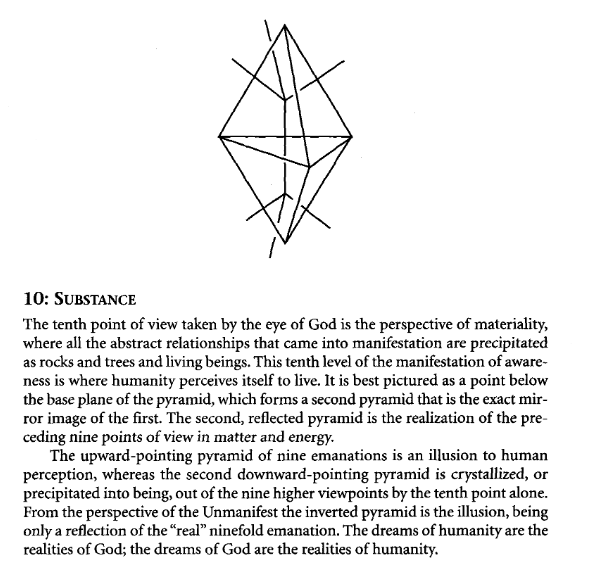 10: SUBSTANCE
The tenth point of view taken by the eye of God is the perspective of materiality,
where all the abstract relationships that came into manifestation are precipitated
as rocks and trees and living beings. This tenth level of the manifestation of aware-
ness is where humanity perceives itself to live. It is best pictured as a point below
the base plane of the pyramid, which forms a second pyramid that is the exact mir-
ror image of the first. The second, reflected pyramid is the realization of the pre-
ceding nine points of view in matter and energy.
The upward-pointing pyramid of nine emanations is an illusion to human
perception, whereas the second downward-pointing pyramid is crystallized, or
precipitated into being, out of the nine higher viewpoints by the tenth point alone.
From the perspective of the Unmanifest the inverted pyramid is the illusion, being
only a reflection of the “real” ninefold emanation. The dreams of humanity are the
realities of God; the dreams of God are the realities of humanity.